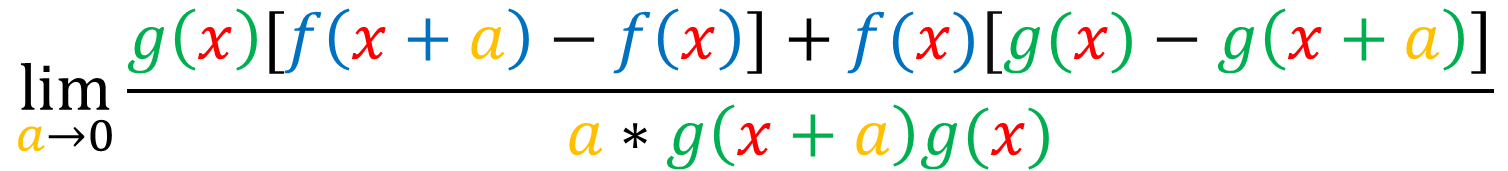 lim a→0 g(x)[f(x + a) − f(x)] + f(x)[g(x) − g(x + a)]
a * g(x + a)g(x)